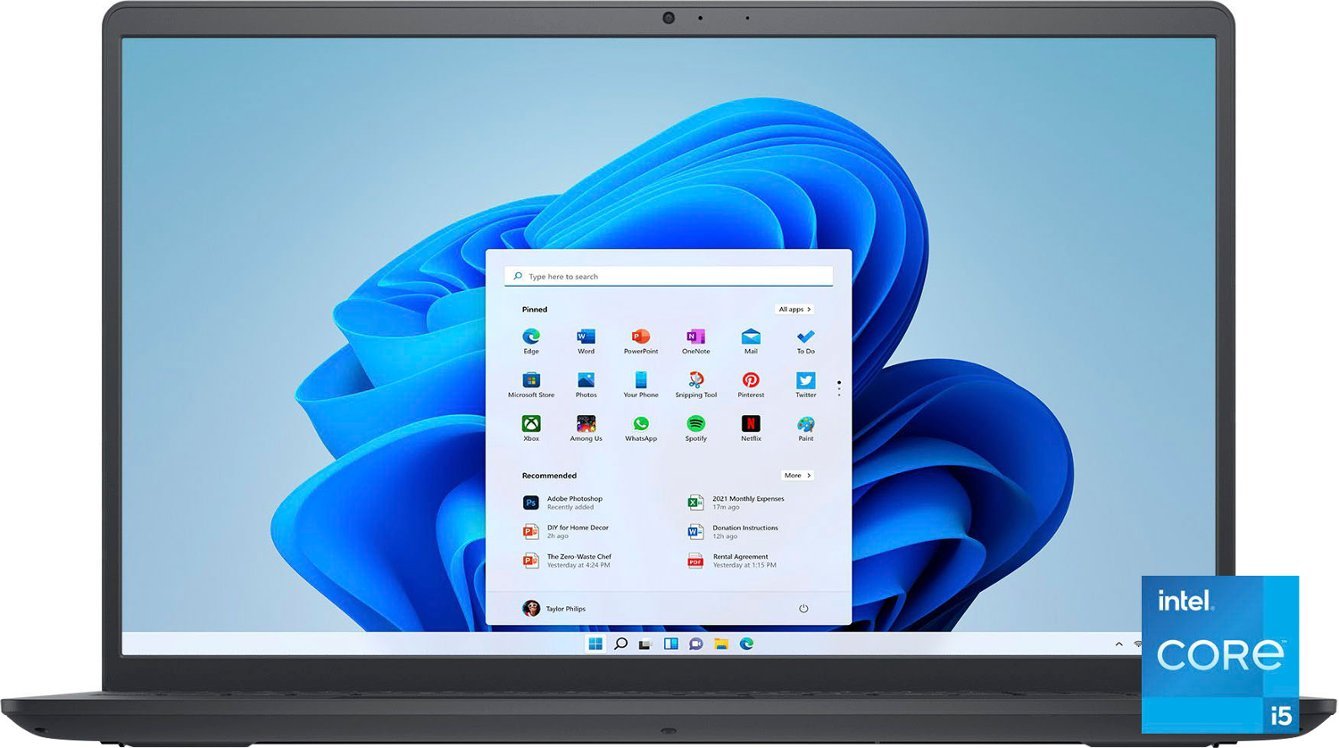 Type here to search
Pinned
All apps >
Edge
Word
PowerPoint
OneNote
Mail
To Do
Microsoft Store
Photos
Your Phone
Snipping Tool
Pinterest
Twitter
Xbox
Among Us
WhatsApp
Spotify
Netflix
Paint
Recommended
More >
Ps
Adobe Photoshop
Recently added
2021 Monthly Expenses
17m ago
DIY for Home Decor
2h ago
Donation Instructions
12h ago
The Zero-Waste Chef
Yesterday at 4:24 PM
PDF
Rental Agreement
Yesterday at 1:15 PM
Taylor Philips
intel.
CORE™
i5